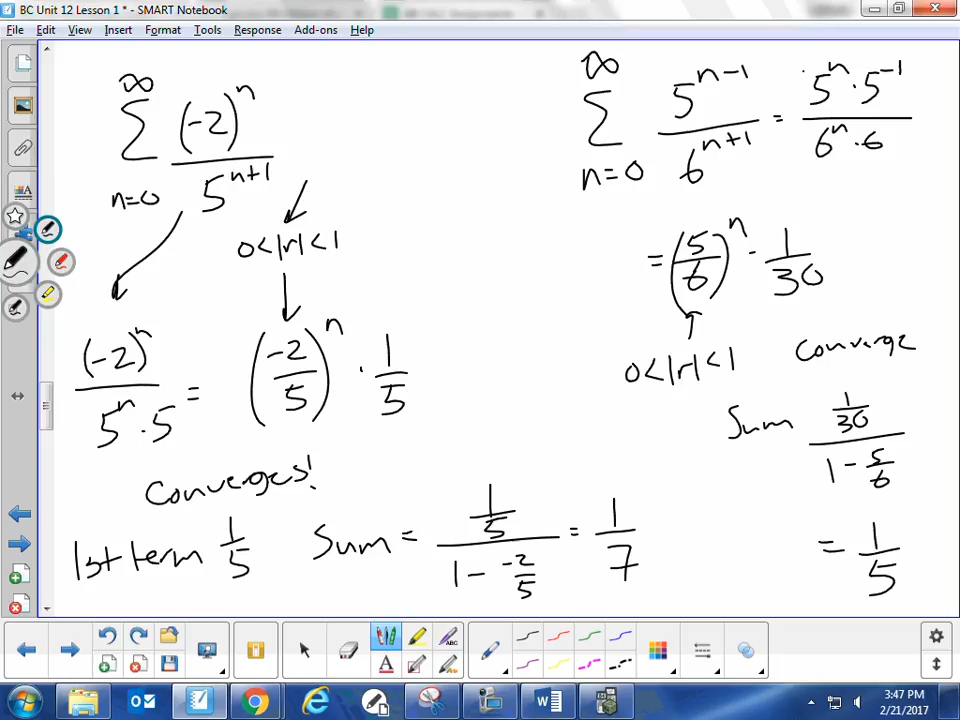 BC Unit 12 Lesson 1 * - SMART Notebook
File Edit View Insert Format Tools Response Add-ons Help
∞
∑ (-2)^n / 5^(n+1)
n=0
0<|r|<1
(-2)^n / 5^n · 5 = (-2/5)^n · 1/5
Converges!
1st term 1/5
Sum = 1/5 / 1 - -2/5 = 1/7
∞
∑ 5^(n-1) / 6^(n+1) = 5^n · 5^-1 / 6^n · 6
n=0
= (5/6)^n · 1/30
0<|r|<1
Converge
Sum 1/30 / 1 - 5/6
= 1/5
ABC
A
3:47 PM
2/21/2017